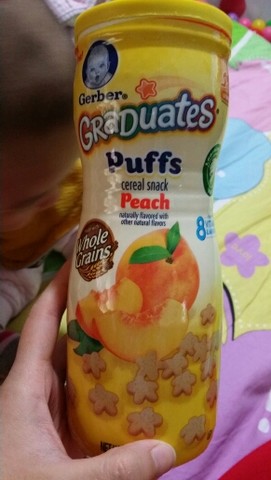 Gerber®
GRaDuates®
Puffs
cereal snack
Peach
naturally flavored with
other natural flavors
Whole
Grains
8